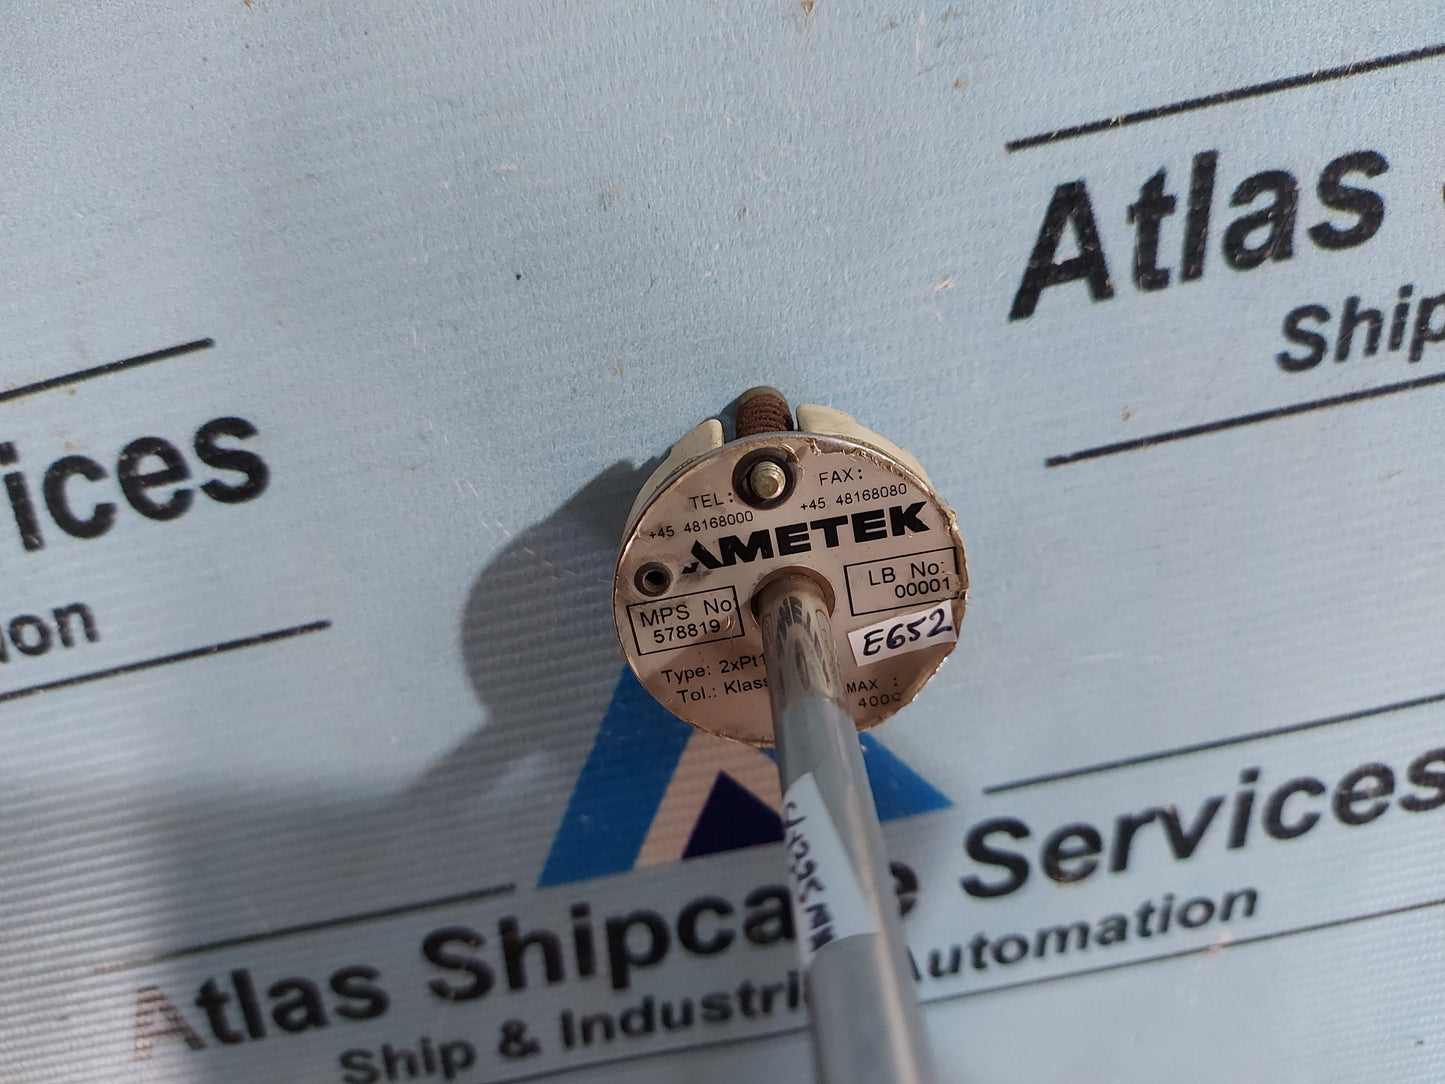 Atlas
Ship
ices
ion
TEL:
+45 48168000
FAX:
+45 48168080
AMETEK
MPS No
578819
LB No:
00001
E652
Type: 2xPt1
Tol.: Klass
MAX :
400c
Atlas Shipca e Services
Ship & Industri Automation